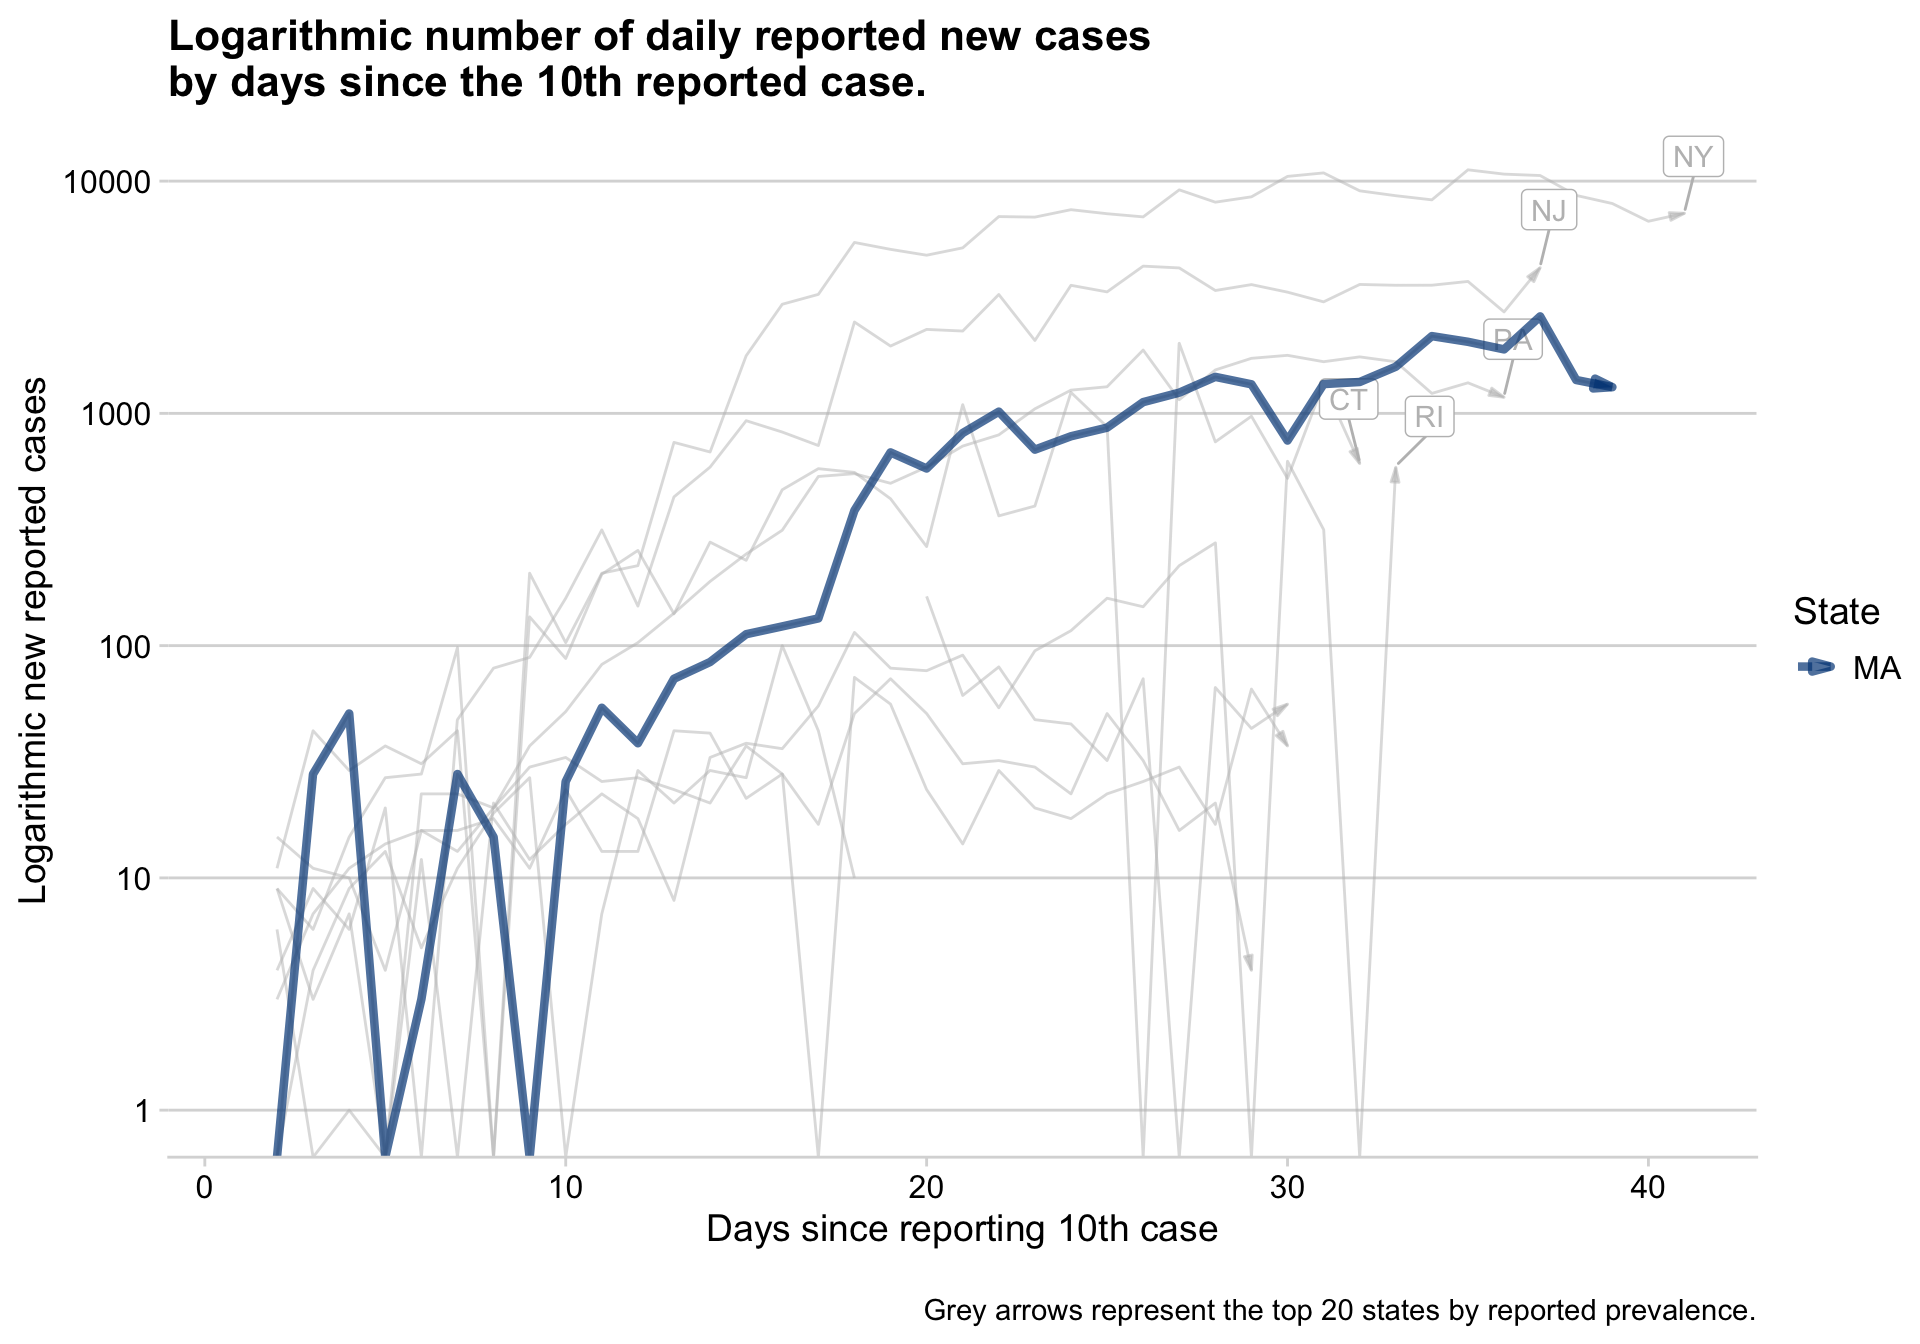 Logarithmic number of daily reported new cases
by days since the 10th reported case.
Logarithmic new reported cases
10000
1000
100
10
1
NY
NJ
PA
CT
RI
State
MA
0
10
20
30
40
Days since reporting 10th case
Grey arrows represent the top 20 states by reported prevalence.